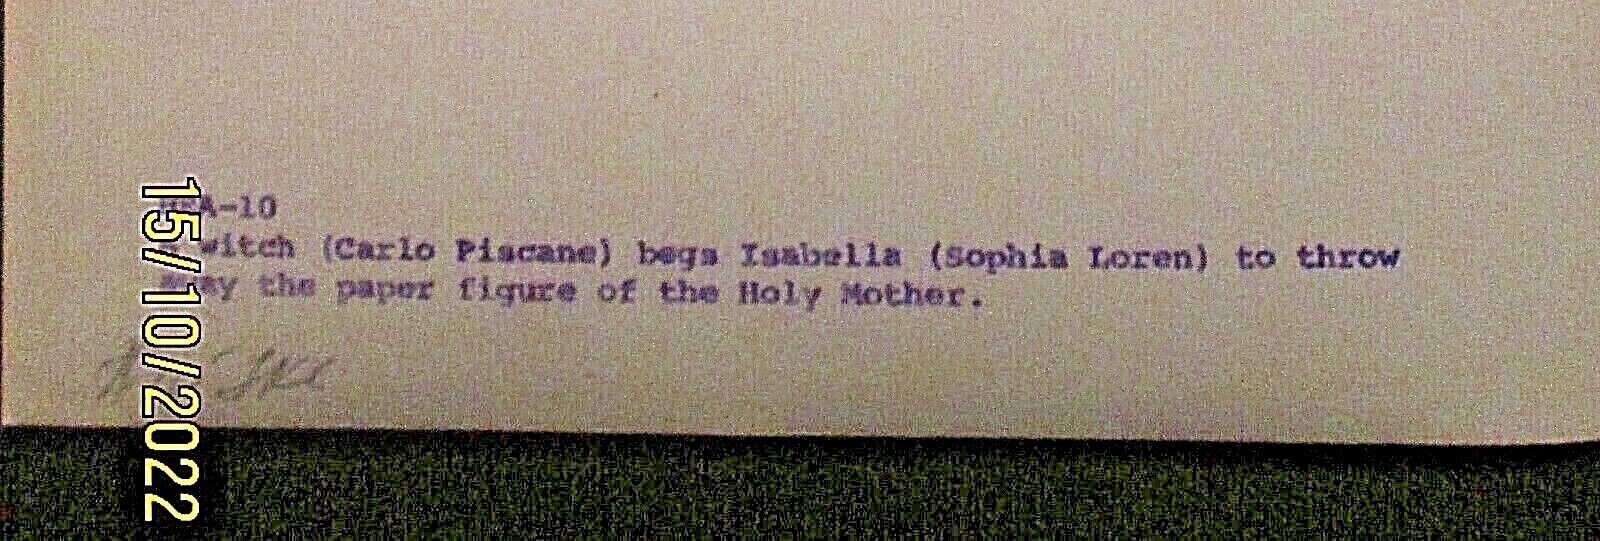 -10
witch (Carlo Piscane) begs Isabella (Sophia Loren) to throw
away the paper figure of the Holy Mother.
15/10/2022